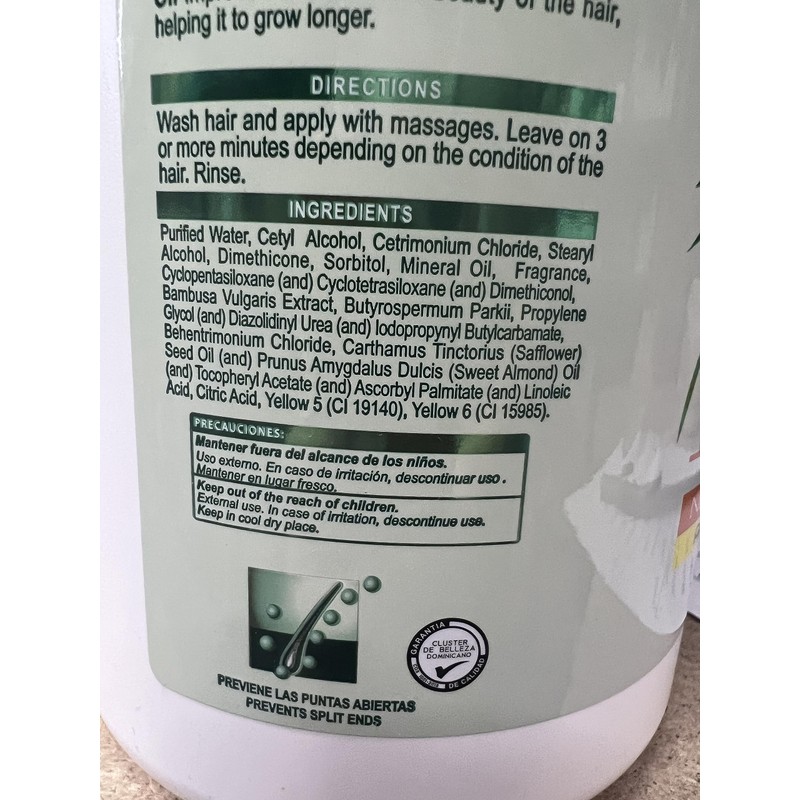 of the hair,
helping it to grow longer.
DIRECTIONS
Wash hair and apply with massages. Leave on 3
or more minutes depending on the condition of the
hair. Rinse.
INGREDIENTS
Purified Water, Cetyl Alcohol, Cetrimonium Chloride, Stearyl
Alcohol, Dimethicone, Sorbitol, Mineral Oil, Fragrance,
Cyclopentasiloxane (and) Cyclotetrasiloxane (and) Dimethiconol,
Bambusa Vulgaris Extract, Butyrospermum Parkii, Propylene
Glycol (and) Diazolidinyl Urea (and) Iodopropynyl Butylcarbamate,
Behentrimonium Chloride, Carthamus Tinctorius (Safflower)
Seed Oil (and) Prunus Amygdalus Dulcis (Sweet Almond) Oil
(and) Tocopheryl Acetate (and) Ascorbyl Palmitate (and) Linoleic
Acid, Citric Acid, Yellow 5 (CI 19140), Yellow 6 (CI 15985).
PRECAUCIONES:
Mantener fuera del alcance de los niños.
Uso externo. En caso de irritación, descontinuar uso.
Mantener en lugar fresco.
Keep out of the reach of children.
External use. In case of irritation, descontinue use.
Keep in cool dry place.
GARANTIA
CLUSTER
DE BELLEZA
DOMINICANO
DE CALIDAD
PREVIENE LAS PUNTAS ABIERTAS
PREVENTS SPLIT ENDS